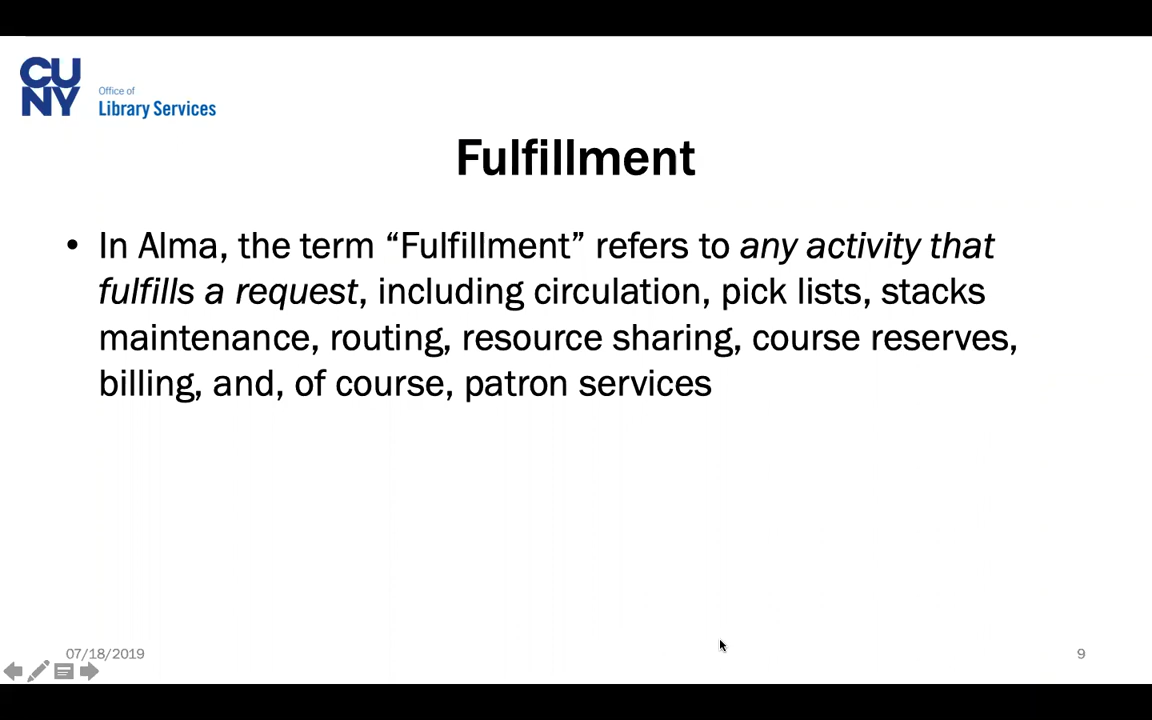 CU
NY
Office of
Library Services
Fulfillment
• In Alma, the term “Fulfillment” refers to any activity that
fulfills a request, including circulation, pick lists, stacks
maintenance, routing, resource sharing, course reserves,
billing, and, of course, patron services
07/18/2019
9